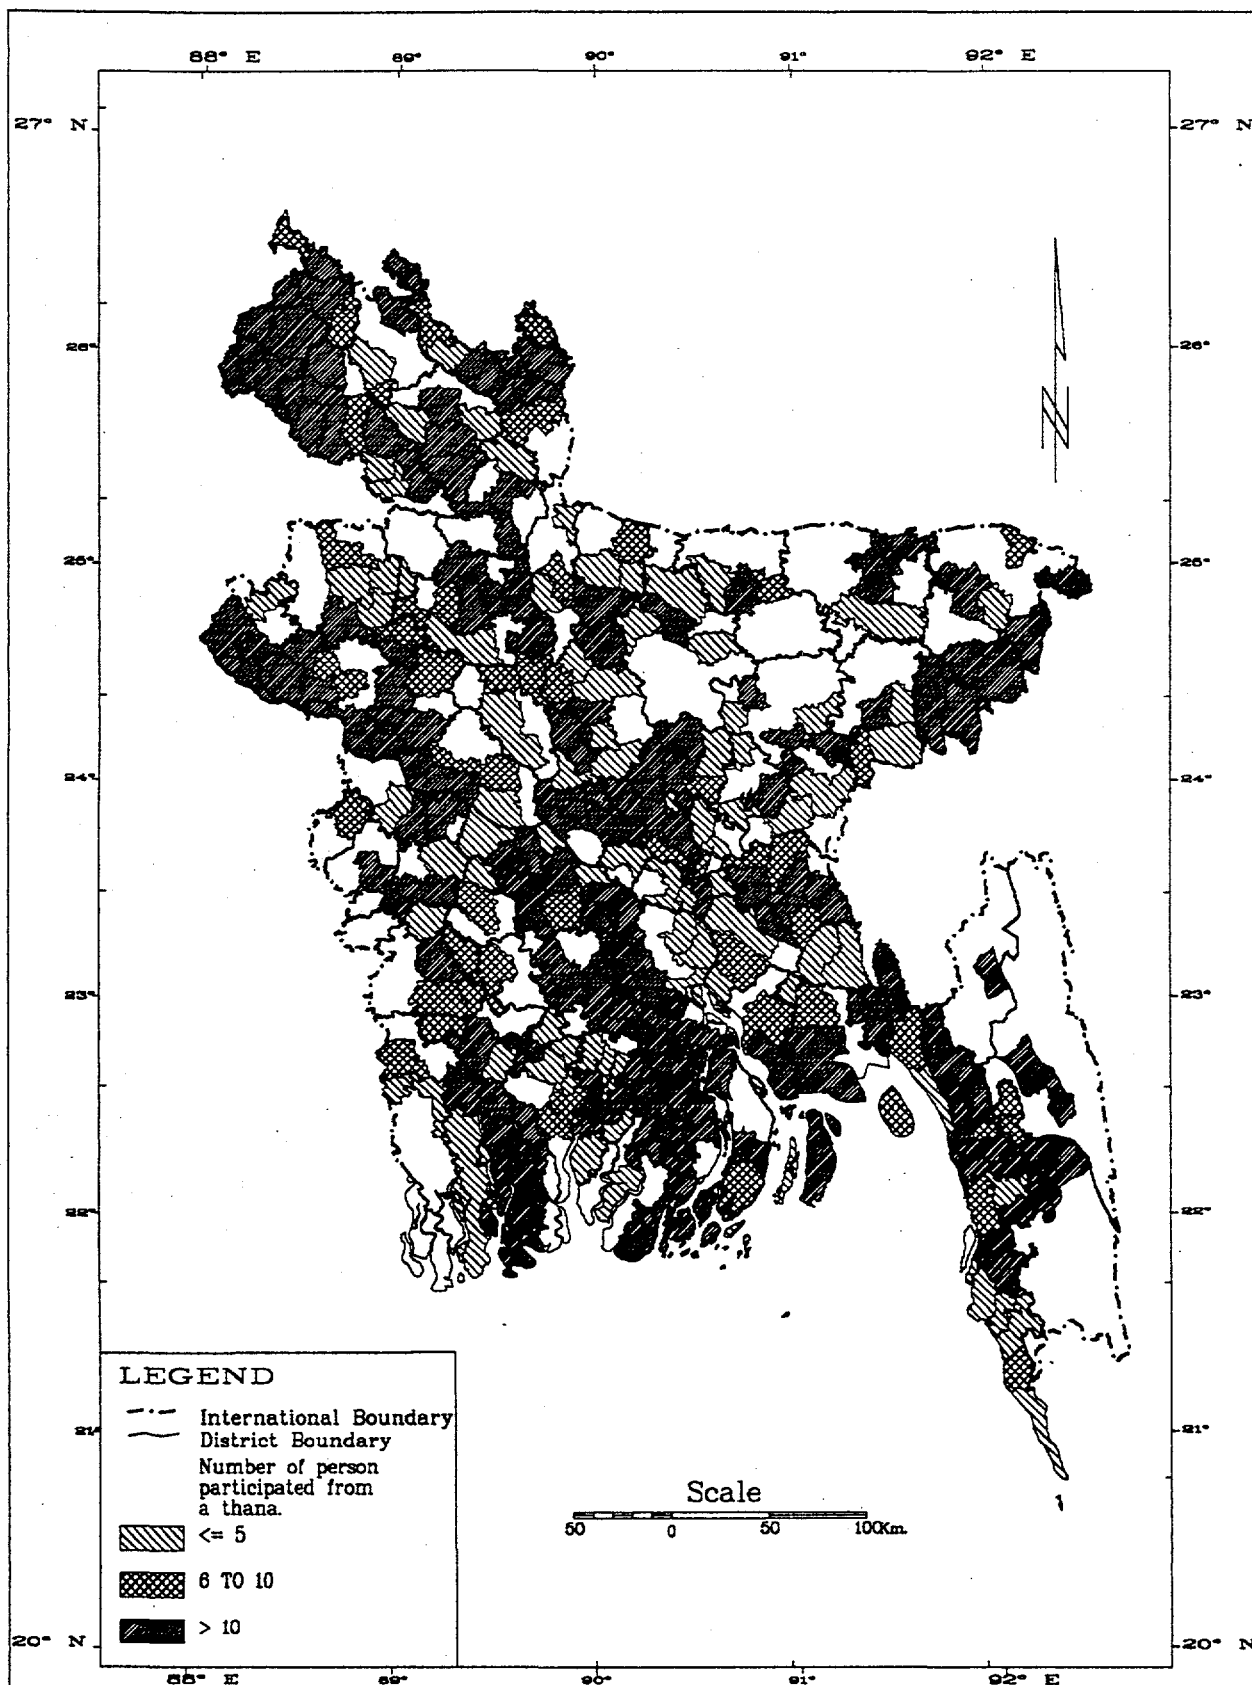 88° E 89° 90° 91° 92° E
27° N 27° N
26° 26°
25° 25°
24° 24°
23° 23°
22° 22°
21° 21°
20° N 20° N
88° E 89° 90° 91° 92° E
N
LEGEND
International Boundary
District Boundary
Number of person
participated from
a thana.
<= 5
6 TO 10
> 10
Scale
50 0 50 100Km.